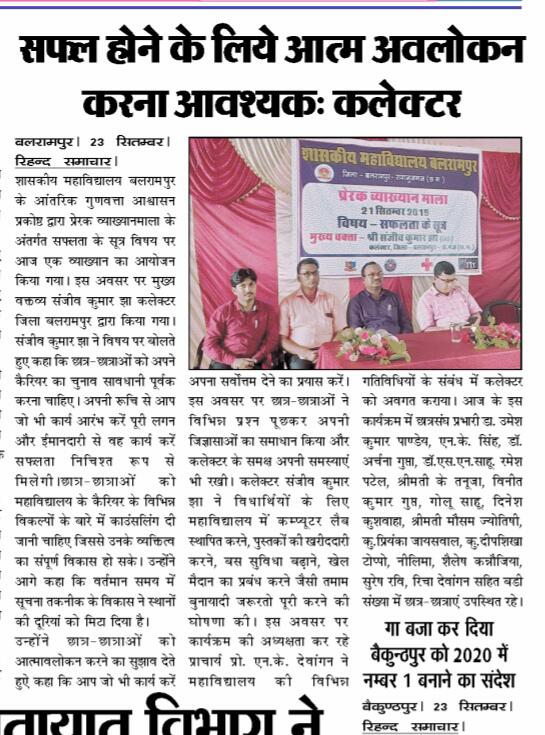 सफल होने के लिये आत्म अवलोकन
करना आवश्यकः कलेक्टर
बलरामपुर। 23 सितम्बर।
रिहन्द समाचार।
शासकीय महाविद्यालय बलरामपुर
के आंतरिक गुणवत्ता आश्वासन
प्रकोष्ठ द्वारा प्रेरक व्याख्यानमाला के
अंतर्गत सफ्लता के सूत्र विषय पर
आज एक व्याख्यान का आयोजन
किया गया। इस अवसर पर मुख्य
वक्तव्य संजीव कुमार झा कलेक्टर
जिला बलरामपुर द्वारा किया गया।
संजीव कुमार झा ने विषय पर बोलते
हुए कहा कि छात्र-छात्राओं को अपने
कैरियर का चुनाव सावधानी पूर्वक
करना चाहिए। अपनी रूचि से आप
जो भी कार्य आरंभ करें पूरी लगन
और ईमानदारी से वह कार्य करें
सफलता निचिश्त रूप से
मिलेगी।छात्र-छात्राओं को
महाविद्यालय के कैरियर के विभिन्न
विकल्पों के बारे में काउंसलिंग दी
जानी चाहिए जिससे उनके व्यक्तित्व
का संपूर्ण विकास हो सके। उन्होंने
आगे कहा कि वर्तमान समय में
सूचना तकनीक के विकास ने स्थानों
की दूरियां को मिटा दिया है।
उन्होंने छात्र-छात्राओं को
आत्मावलोकन करने का सुझाव देते
हुए कहा कि आप जो भी कार्य करें
शासकीय महाविद्यालय बलरामपुर
जिला - बलरामपुर - रामानुजगंज (छ.ग.)
प्रेरक व्याख्यान माला
21 सितम्बर 2019
विषय - सफलता के सूत्र
मुख्य वक्ता - श्री संजीव कुमार झा
कलेक्टर, जिला - बलरामपुर
अपना सर्वोत्तम देने का प्रयास करें।
इस अवसर पर छात्र-छात्राओं ने
विभिन्न प्रश्न पूछकर अपनी
जिज्ञासाओं का समाधान किया और
कलेक्टर के समक्ष अपनी समस्याएं
भी रखी। कलेक्टर संजीव कुमार
झा ने विधार्थियों के लिए
महाविद्यालय में कम्प्यूटर लैब
स्थापित करने, पुस्तकों की खरीददारी
करने, बस सुविधा बढ़ाने, खेल
मैदान का प्रबंध करने जैसी तमाम
बुनायादी जरूरतो पूरी करने की
घोषणा की। इस अवसर पर
कार्यक्रम की अध्यक्षता कर रहे
प्राचार्य प्रो. एन.के. देवांगन ने
महाविद्यालय की विभिन्न
गतिविधियों के संबंध में कलेक्टर
को अवगत कराया। आज के इस
कार्यक्रम में छात्रसंघ प्रभारी डा. उमेश
कुमार पाण्डेय, एन.के. सिंह, डॉ.
अर्चना गुप्ता, डॉ.एस.एन.साहू, रमेश
पटेल, श्रीमती के तनूजा, विनीत
कुमार गुप्त, गोलू साहू, दिनेश
कुशवाहा, श्रीमती मौसम ज्योतिषी,
कु.प्रियंका जायसवाल, कु.दीपशिखा
टोप्पो, नीलिमा, शैलेष कन्नौजिया,
सुरेष रवि, रिचा देवांगन सहित बडी
संख्या में छात्र-छात्राएं उपस्थित रहे।
गा बजा कर दिया
बैकुन्ठपुर को 2020 में
नम्बर 1 बनाने का संदेश
बैकुण्ठपुर। 23 सितम्बर।
रिहन्द समाचार।
तायात विभाग ने